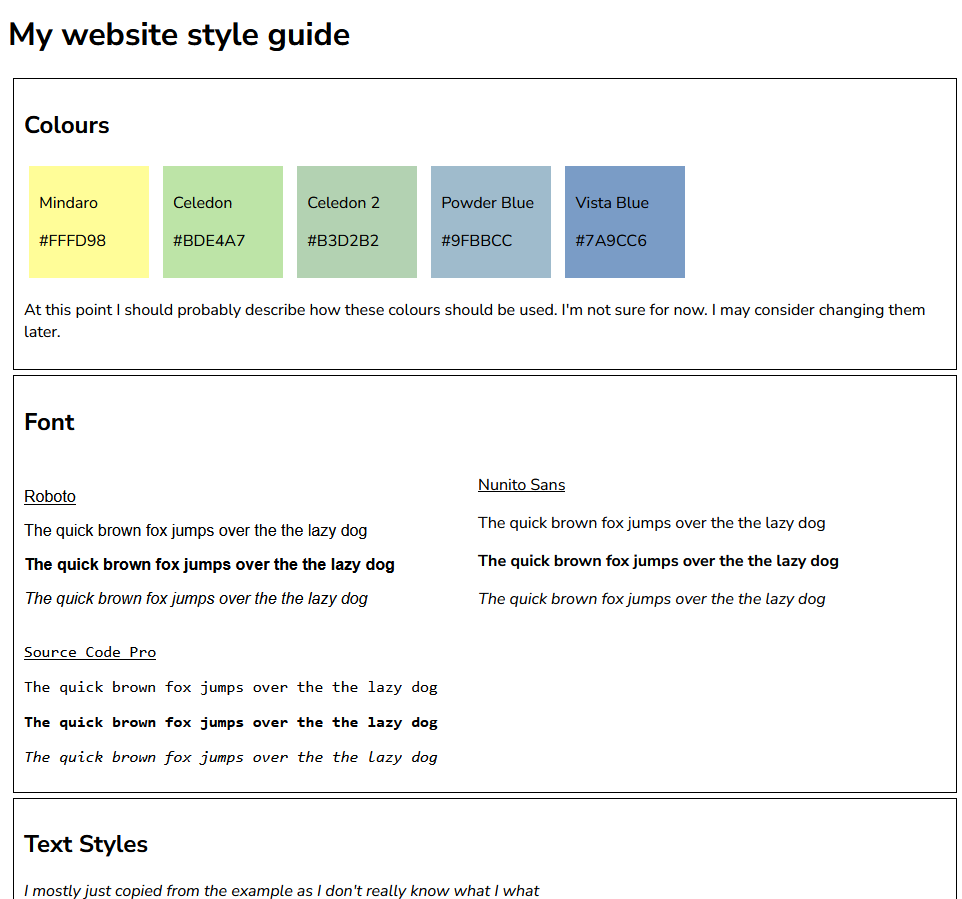 My website style guide
Colours
Mindaro
#FFFD98
Celedon
#BDE4A7
Celedon 2
#B3D2B2
Powder Blue
#9FBBCC
Vista Blue
#7A9CC6
At this point I should probably describe how these colours should be used. I'm not sure for now. I may consider changing them
later.
Font
Roboto
The quick brown fox jumps over the the lazy dog
The quick brown fox jumps over the the lazy dog
The quick brown fox jumps over the the lazy dog
Nunito Sans
The quick brown fox jumps over the the lazy dog
The quick brown fox jumps over the the lazy dog
The quick brown fox jumps over the the lazy dog
Source Code Pro
The quick brown fox jumps over the the lazy dog
The quick brown fox jumps over the the lazy dog
The quick brown fox jumps over the the lazy dog
Text Styles
I mostly just copied from the example as I don't really know what I what